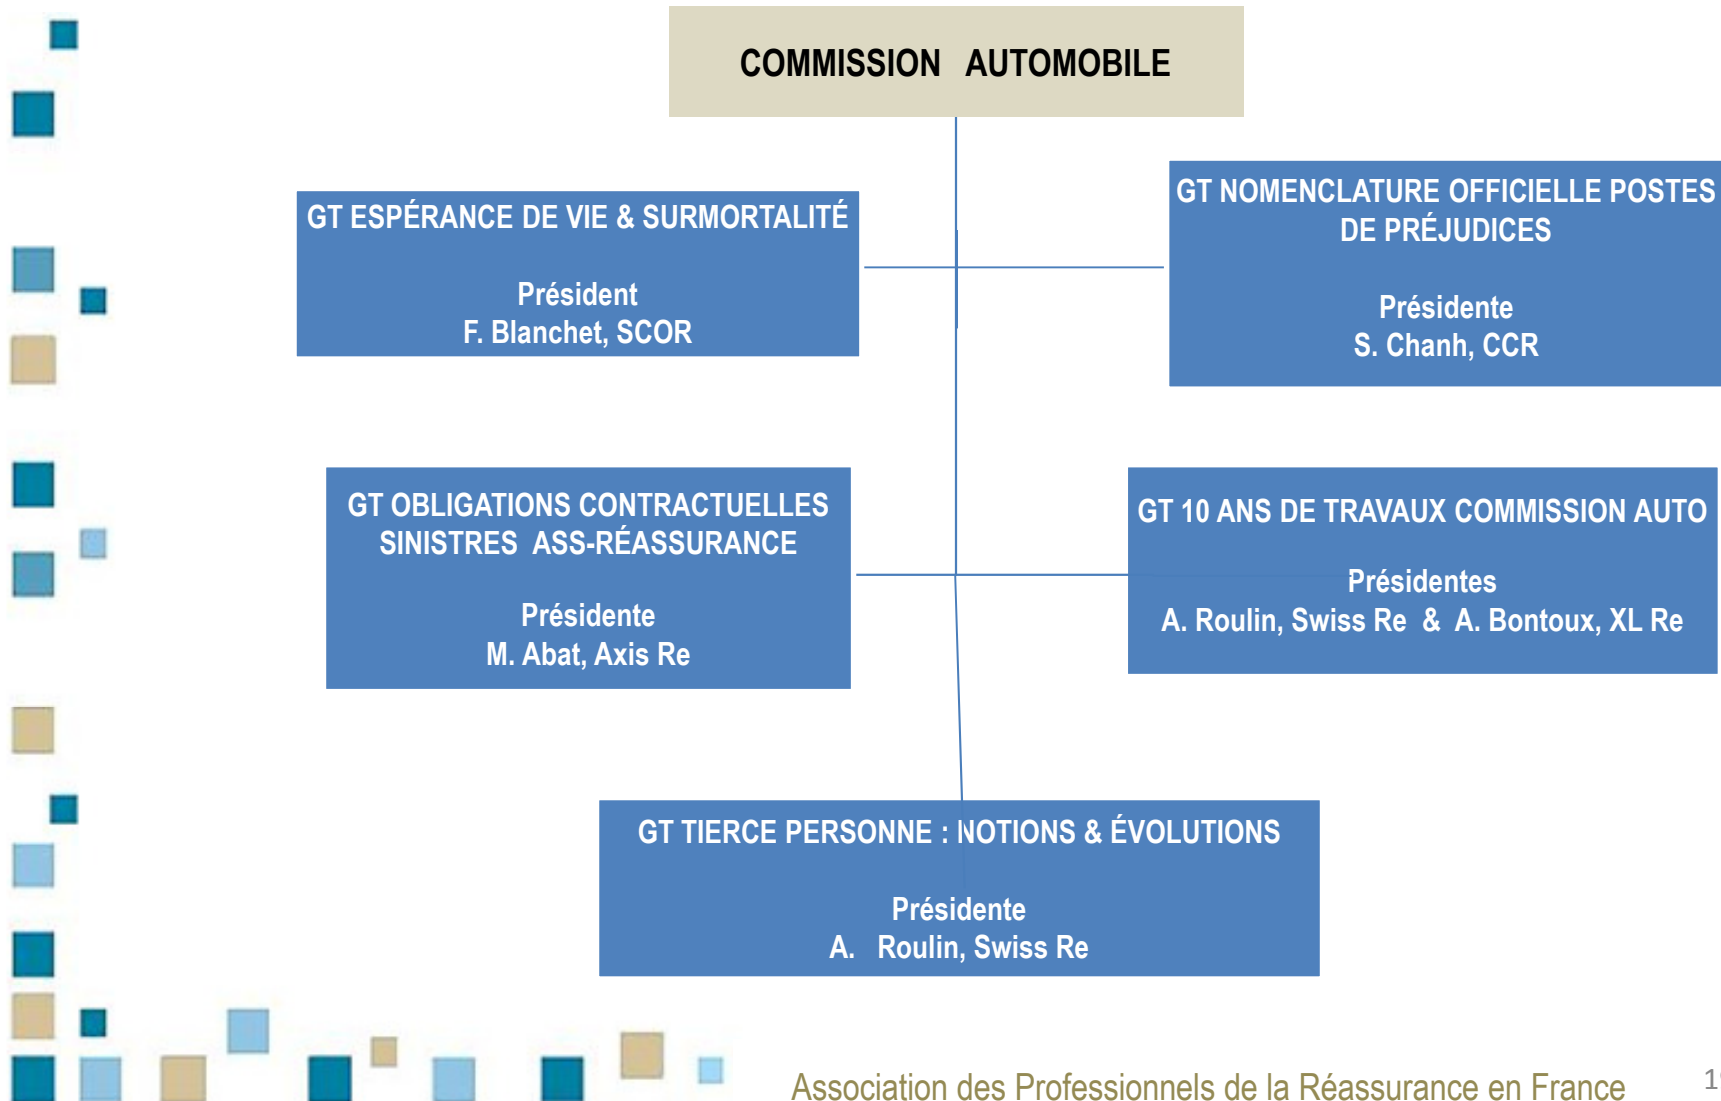 COMMISSION AUTOMOBILE
GT ESPÉRANCE DE VIE & SURMORTALITÉ
Président
F. Blanchet, SCOR
GT NOMENCLATURE OFFICIELLE POSTES
DE PRÉJUDICES
Présidente
S. Chanh, CCR
GT OBLIGATIONS CONTRACTUELLES
SINISTRES ASS-RÉASSURANCE
Présidente
M. Abat, Axis Re
GT 10 ANS DE TRAVAUX COMMISSION AUTO
Présidentes
A. Roulin, Swiss Re & A. Bontoux, XL Re
GT TIERCE PERSONNE : NOTIONS & ÉVOLUTIONS
Présidente
A. Roulin, Swiss Re
Association des Professionnels de la Réassurance en France